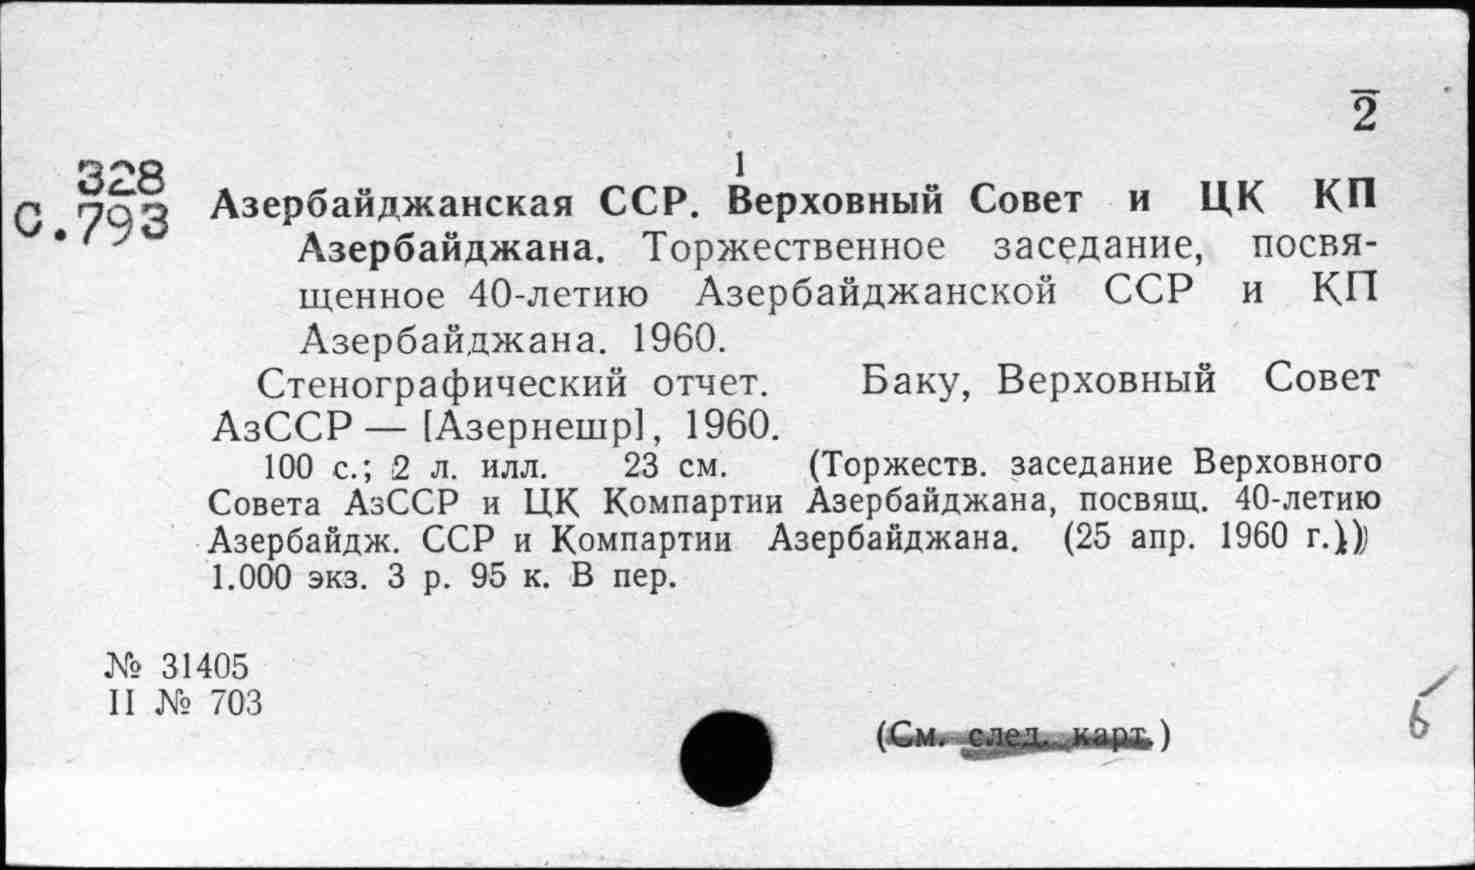 2
328
С.793
1
Азербайджанская ССР. Верховный Совет и ЦК КП
Азербайджана. Торжественное заседание, посвя-
щенное 40-летию Азербайджанской ССР и КП
Азербайджана. 1960.
Стенографический отчет. Баку, Верховный Совет
АзССР — [Азернешр], 1960.
100 с.; 2 л. илл. 23 см. (Торжеств. заседание Верховного
Совета АзССР и ЦК Компартии Азербайджана, посвящ. 40-летию
Азербайдж. ССР и Компартии Азербайджана. (25 апр. 1960 г.))
1.000 экз. 3 р. 95 к. В пер.
№ 31405
II № 703
(См. след. карт.)